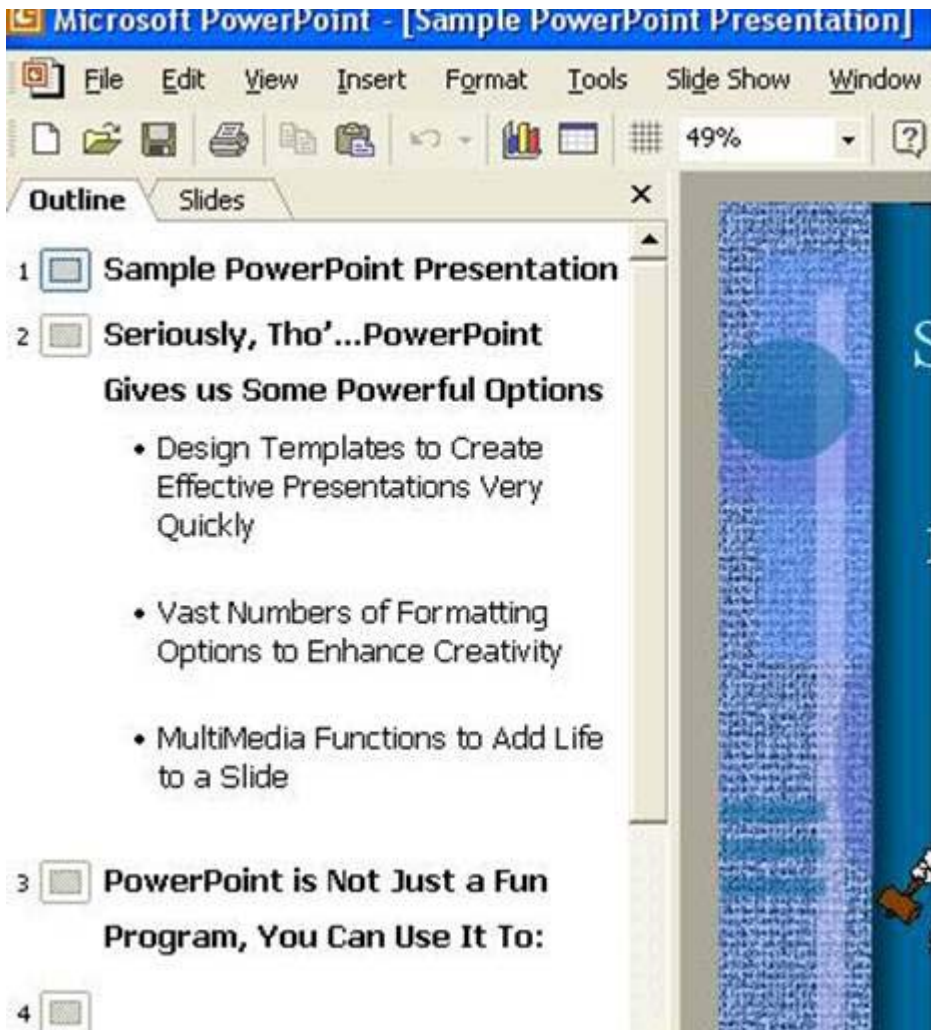 Microsoft PowerPoint - [Sample PowerPoint Presentation]
File Edit View Insert Format Tools Slide Show Window
49%
Outline Slides
1 Sample PowerPoint Presentation
2 Seriously, Tho'...PowerPoint
Gives us Some Powerful Options
• Design Templates to Create
Effective Presentations Very
Quickly
• Vast Numbers of Formatting
Options to Enhance Creativity
• MultiMedia Functions to Add Life
to a Slide
3 PowerPoint is Not Just a Fun
Program, You Can Use It To:
4